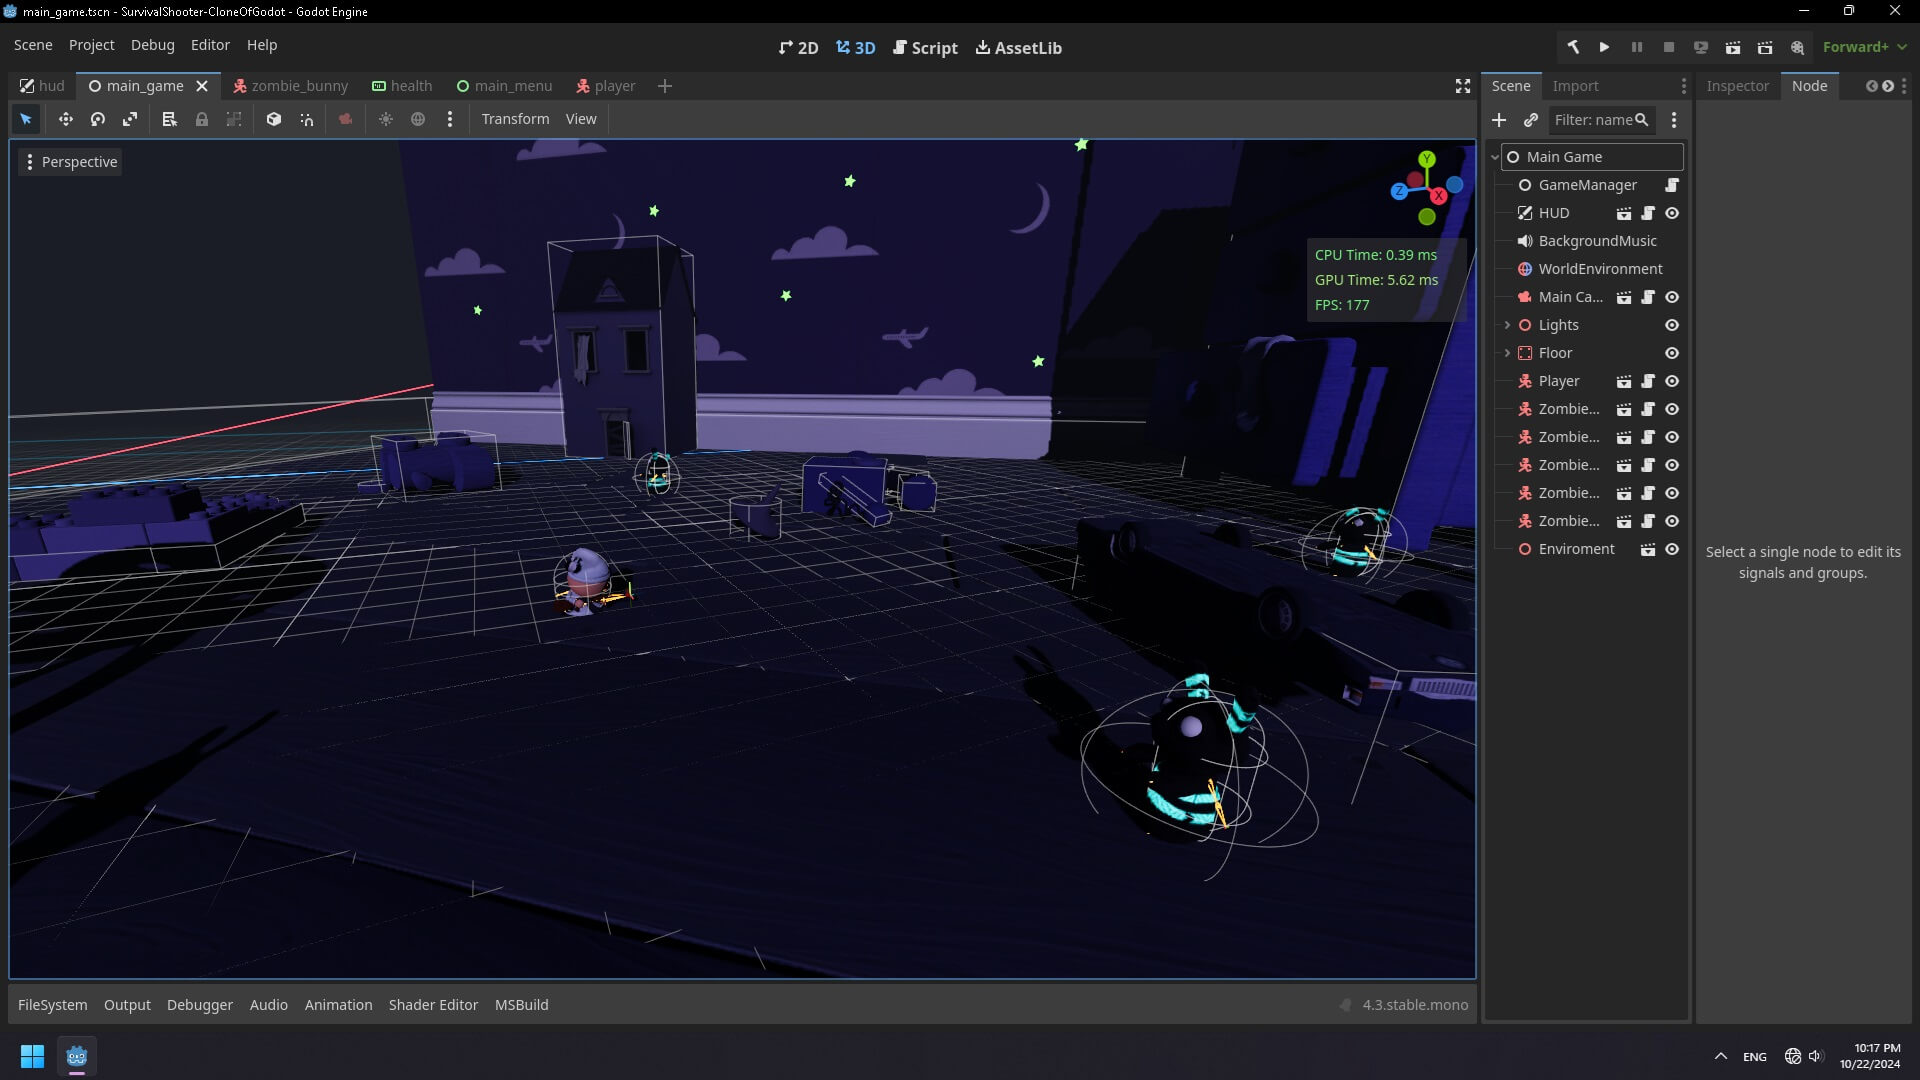 main_game.tscn - SurvivalShooter-CloneOfGodot - Godot Engine
Scene Project Debug Editor Help
2D 3D Script AssetLib
Forward+
hud main_game zombie_bunny health main_menu player
Scene Import
Inspector Node
Transform View
Filter: name
Perspective
Y
Z
X
CPU Time: 0.39 ms
GPU Time: 5.62 ms
FPS: 177
Main Game
GameManager
HUD
BackgroundMusic
WorldEnvironment
Main Ca...
Lights
Floor
Player
Zombie...
Zombie...
Zombie...
Zombie...
Zombie...
Enviroment
Select a single node to edit its
signals and groups.
FileSystem Output Debugger Audio Animation Shader Editor MSBuild
4.3.stable.mono
ENG
10:17 PM
10/22/2024